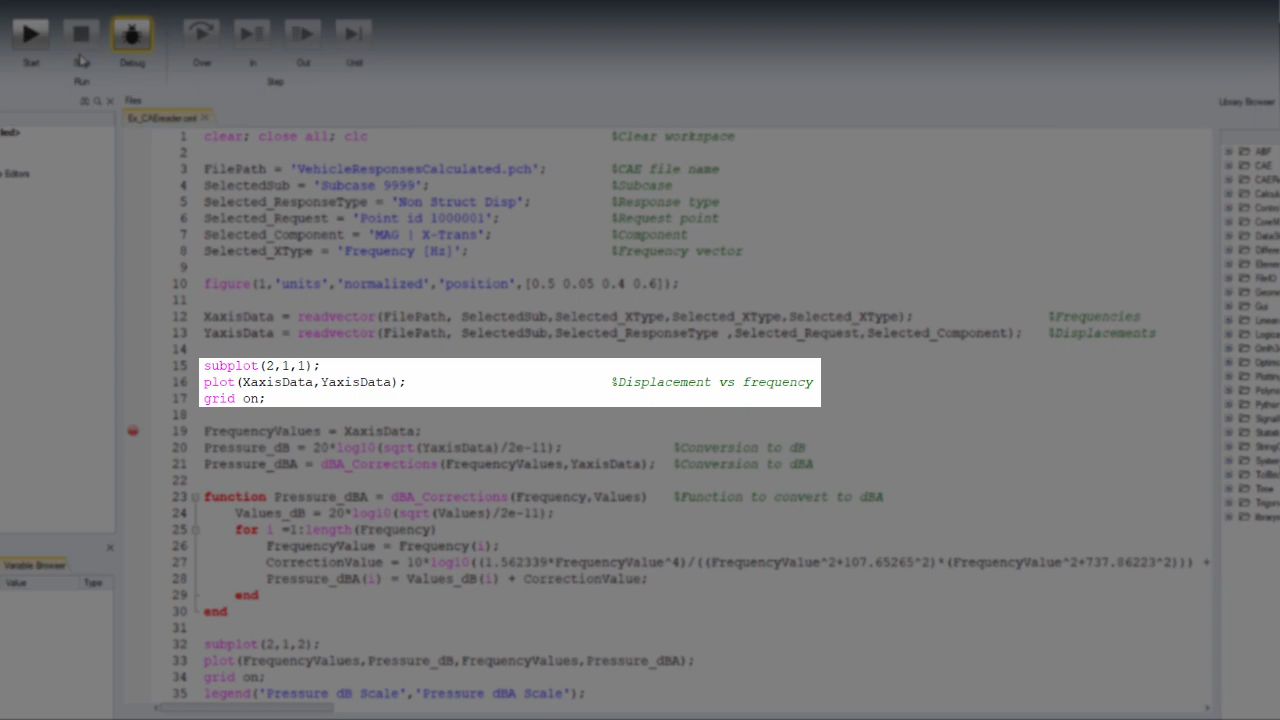 Start
Debug
Over
In
Out
Until
Run
Step
Files
Library Browser
Ex_CAEreader.oml
Editors
1 clear; close all; clc %Clear workspace
2
3 FilePath = 'VehicleResponsesCalculated.pch'; %CAE file name
4 SelectedSub = 'Subcase 9999'; %Subcase
5 Selected_ResponseType = 'Non Struct Disp'; %Response type
6 Selected_Request = 'Point id 1000001'; %Request point
7 Selected_Component = 'MAG | X-Trans'; %Component
8 Selected_XType = 'Frequency [Hz]'; %Frequency vector
9
10 figure(1,'units','normalized','position',[0.5 0.05 0.4 0.6]);
11
12 XaxisData = readvector(FilePath, SelectedSub,Selected_XType,Selected_XType,Selected_XType); %Frequencies
13 YaxisData = readvector(FilePath, SelectedSub,Selected_ResponseType ,Selected_Request,Selected_Component); %Displacements
14
15 subplot(2,1,1);
16 plot(XaxisData,YaxisData); %Displacement vs frequency
17 grid on;
18
19 FrequencyValues = XaxisData;
20 Pressure_dB = 20*log10(sqrt(YaxisData)/2e-11); %Conversion to dB
21 Pressure_dBA = dBA_Corrections(FrequencyValues,YaxisData); %Conversion to dBA
22
23 function Pressure_dBA = dBA_Corrections(Frequency,Values) %Function to convert to dBA
24 Values_dB = 20*log10(sqrt(Values)/2e-11);
25 for i =1:length(Frequency)
26 FrequencyValue = Frequency(i);
27 CorrectionValue = 10*log10((1.562339*FrequencyValue^4)/((FrequencyValue^2+107.65265^2)*(FrequencyValue^2+737.86223^2))) +
28 Pressure_dBA(i) = Values_dB(i) + CorrectionValue;
29 end
30 end
31
32 subplot(2,1,2);
33 plot(FrequencyValues,Pressure_dB,FrequencyValues,Pressure_dBA);
34 grid on;
35 legend('Pressure dB Scale','Pressure dBA Scale');
Variable Browser
Value Type
ABF
CAE
FileIO
Gui
Time